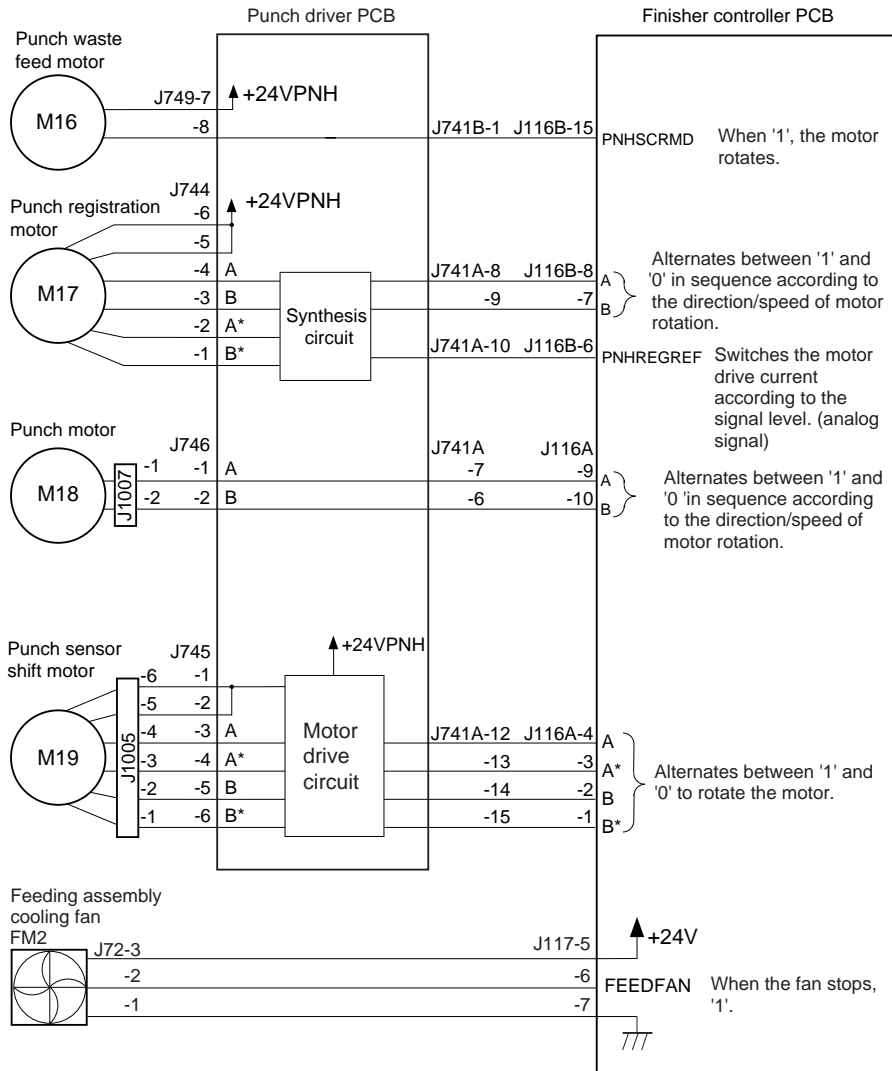 Punch driver PCB
Finisher controller PCB
Punch waste
feed motor
M16
J749-7
+24VPNH
-8
J741B-1
J116B-15
PNHSCRMD
When '1', the motor
rotates.
Punch registration
motor
M17
J744
-6
+24VPNH
-5
-4
A
-3
B
-2
A*
-1
B*
Synthesis
circuit
J741A-8
J116B-8
A
-9
-7
B
Alternates between '1' and
'0' in sequence according to
the direction/speed of motor
rotation.
J741A-10
J116B-6
PNHREGREF
Switches the motor
drive current
according to the
signal level. (analog
signal)
Punch motor
M18
J1007
J746
-1
-1
A
-2
-2
B
J741A
J116A
-7
-9
A
-6
-10
B
Alternates between '1' and
'0 'in sequence according
to the direction/speed of
motor rotation.
Punch sensor
shift motor
M19
J1005
J745
+24VPNH
-6
-1
-5
-2
-4
-3
A
-3
-4
A*
-2
-5
B
-1
-6
B*
Motor
drive
circuit
J741A-12
J116A-4
A
-13
-3
A*
-14
-2
B
-15
-1
B*
Alternates between '1' and
'0' to rotate the motor.
Feeding assembly
cooling fan
FM2
J72-3
J117-5
+24V
-2
-6
FEEDFAN
When the fan stops,
'1'.
-1
-7